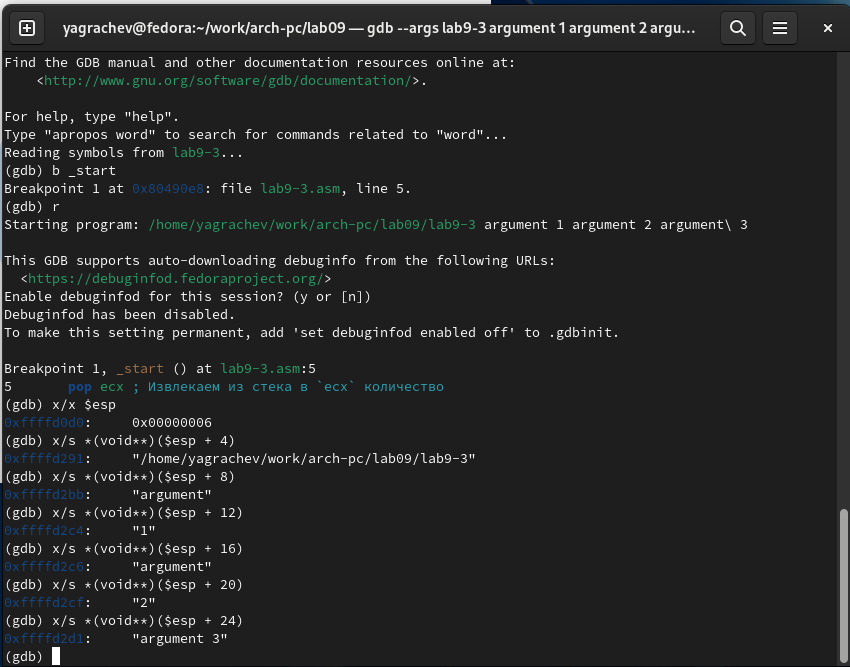 yagrachev@fedora:~/work/arch-pc/lab09 — gdb --args lab9-3 argument 1 argument 2 argu...
Find the GDB manual and other documentation resources online at:
    <http://www.gnu.org/software/gdb/documentation/>.
For help, type "help".
Type "apropos word" to search for commands related to "word"...
Reading symbols from lab9-3...
(gdb) b _start
Breakpoint 1 at 0x80490e8: file lab9-3.asm, line 5.
(gdb) r
Starting program: /home/yagrachev/work/arch-pc/lab09/lab9-3 argument 1 argument 2 argument\ 3
This GDB supports auto-downloading debuginfo from the following URLs:
  <https://debuginfod.fedoraproject.org/>
Enable debuginfod for this session? (y or [n])
Debuginfod has been disabled.
To make this setting permanent, add 'set debuginfod enabled off' to .gdbinit.
Breakpoint 1, _start () at lab9-3.asm:5
5       pop ecx ; Извлекаем из стека в `ecx` количество
(gdb) x/x $esp
0xffffd0d0:     0x00000006
(gdb) x/s *(void**)($esp + 4)
0xffffd291:     "/home/yagrachev/work/arch-pc/lab09/lab9-3"
(gdb) x/s *(void**)($esp + 8)
0xffffd2bb:     "argument"
(gdb) x/s *(void**)($esp + 12)
0xffffd2c4:     "1"
(gdb) x/s *(void**)($esp + 16)
0xffffd2c6:     "argument"
(gdb) x/s *(void**)($esp + 20)
0xffffd2cf:     "2"
(gdb) x/s *(void**)($esp + 24)
0xffffd2d1:     "argument 3"
(gdb)